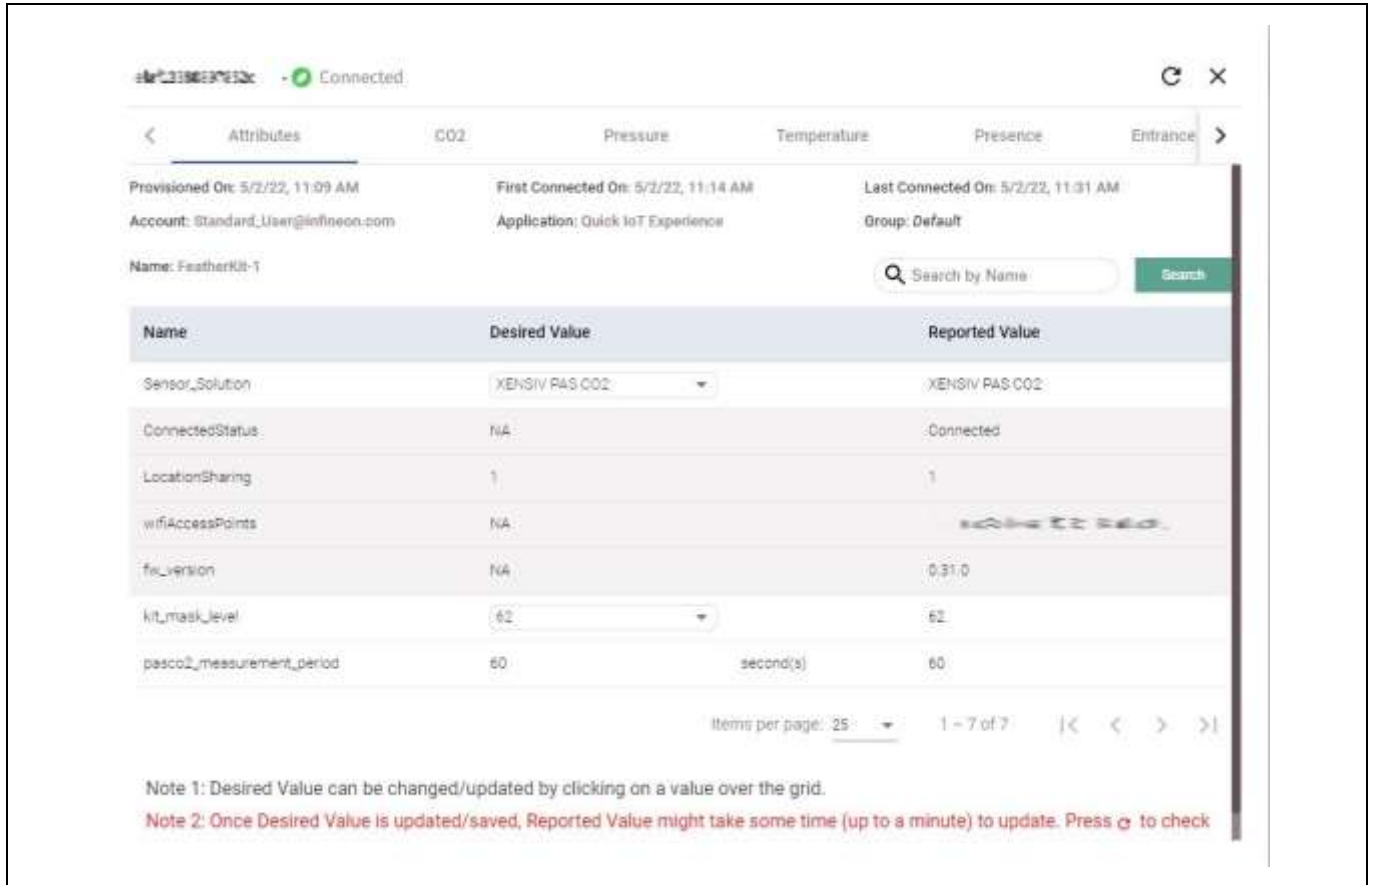 - Connected
Attributes CO2 Pressure Temperature Presence Entrance
Provisioned On: 5/2/22, 11:09 AM First Connected On: 5/2/22, 11:14 AM Last Connected On: 5/2/22, 11:31 AM
Account: Standard_User@infineon.com Application: Quick IoT Experience Group: Default
Name: FeatherKit-1 Search by Name Search
Name Desired Value Reported Value
Sensor_Solution XENSIV PAS CO2 XENSIV PAS CO2
ConnectedStatus NA Connected
LocationSharing 1 1
wifiAccessPoints NA
fw_version NA 0.31.0
kit_mask_level 62 62
pasco2_measurement_period 60 second(s) 60
Items per page: 25 1 – 7 of 7
Note 1: Desired Value can be changed/updated by clicking on a value over the grid.
Note 2: Once Desired Value is updated/saved, Reported Value might take some time (up to a minute) to update. Press to check